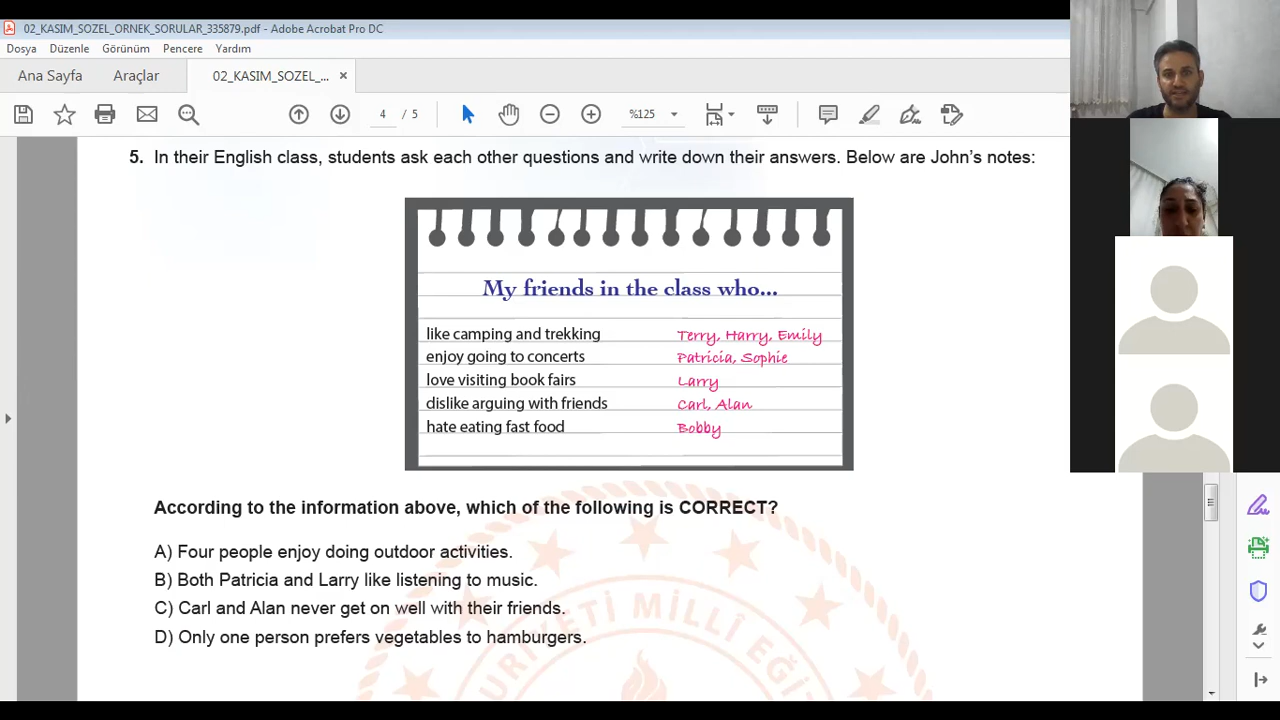 02_KASIM_SOZEL_ORNEK_SORULAR_335879.pdf - Adobe Acrobat Pro DC
Dosya Düzenle Görünüm Pencere Yardım
Ana Sayfa Araçlar 02_KASIM_SOZEL_... ×
4 / 5 %125
5. In their English class, students ask each other questions and write down their answers. Below are John's notes:
My friends in the class who...
like camping and trekking Terry, Harry, Emily
enjoy going to concerts Patricia, Sophie
love visiting book fairs Larry
dislike arguing with friends Carl, Alan
hate eating fast food Bobby
According to the information above, which of the following is CORRECT?
A) Four people enjoy doing outdoor activities.
B) Both Patricia and Larry like listening to music.
C) Carl and Alan never get on well with their friends.
D) Only one person prefers vegetables to hamburgers.
URİYETİ MİLLÎ EĞİ